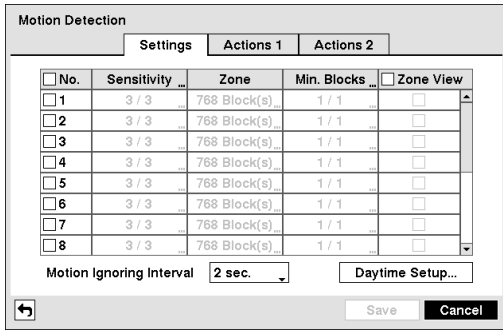 Motion Detection
Settings Actions 1 Actions 2
No. Sensitivity ... Zone Min. Blocks ... Zone View
1 3 / 3 ... 768 Block(s) ... 1 / 1 ...
2 3 / 3 ... 768 Block(s) ... 1 / 1 ...
3 3 / 3 ... 768 Block(s) ... 1 / 1 ...
4 3 / 3 ... 768 Block(s) ... 1 / 1 ...
5 3 / 3 ... 768 Block(s) ... 1 / 1 ...
6 3 / 3 ... 768 Block(s) ... 1 / 1 ...
7 3 / 3 ... 768 Block(s) ... 1 / 1 ...
8 3 / 3 ... 768 Block(s) ... 1 / 1 ...
Motion Ignoring Interval 2 sec. Daytime Setup...
Save Cancel